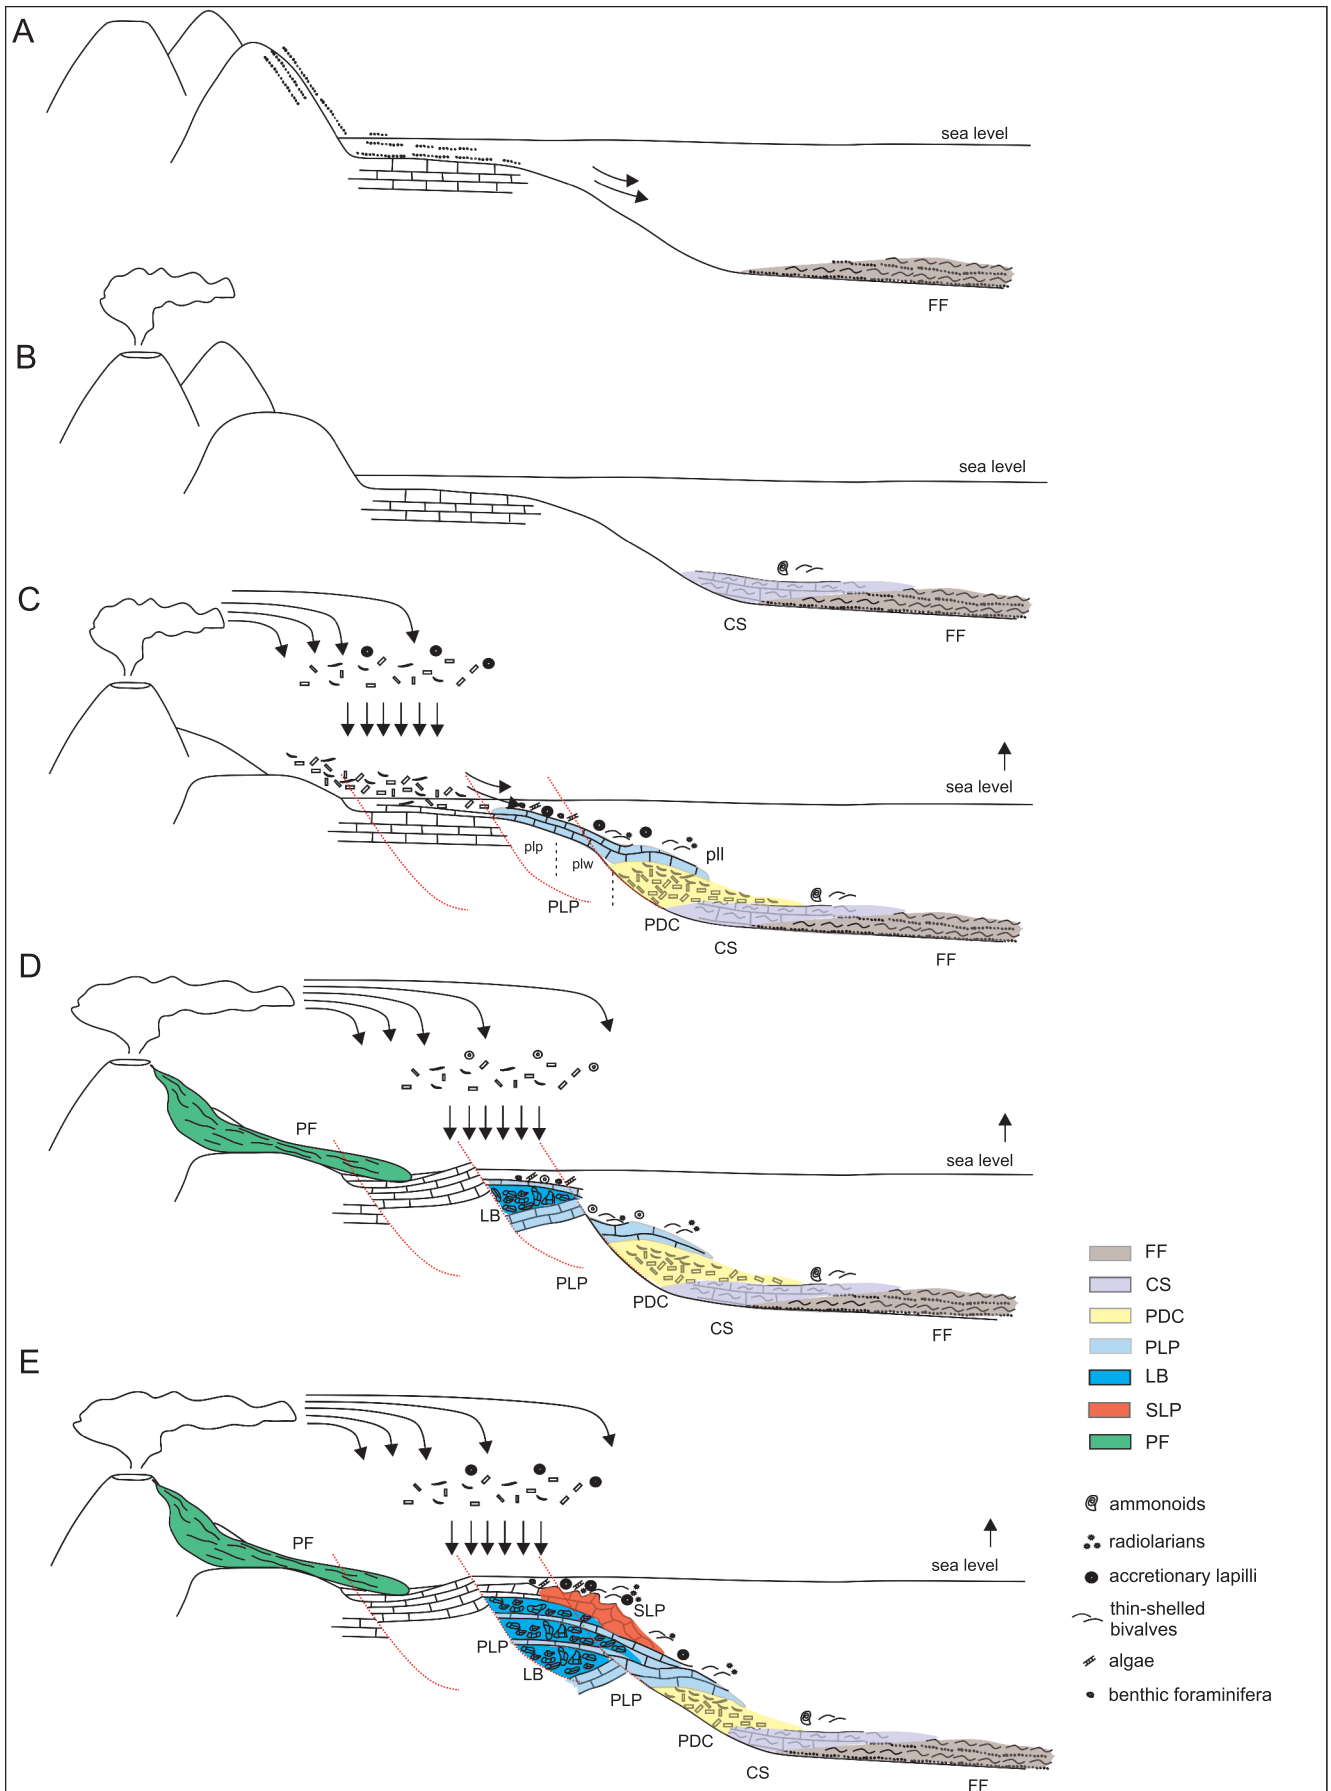 A
sea level
FF
B
sea level
CS
FF
C
sea level
plp
plw
pll
PLP
PDC
CS
FF
D
PF
sea level
LB
PLP
PDC
CS
FF
E
PF
sea level
SLP
PLP
LB
PLP
PDC
CS
FF
FF
CS
PDC
PLP
LB
SLP
PF
ammonoids
radiolarians
accretionary lapilli
thin-shelled
bivalves
algae
benthic foraminifera